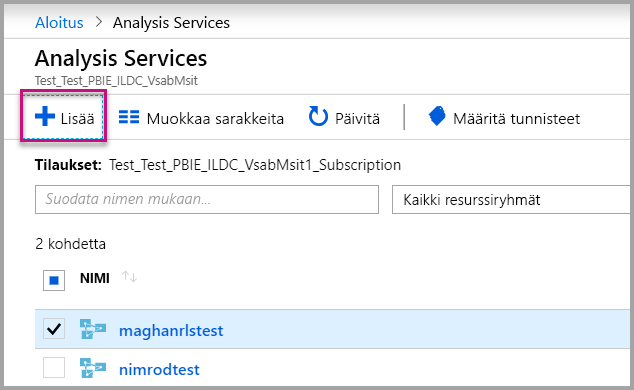 Aloitus > Analysis Services
Analysis Services
Test_Test_PBIE_ILDC_VsabMsit
Lisää Muokkaa sarakkeita Päivitä Määritä tunnisteet
Tilaukset: Test_Test_PBIE_ILDC_VsabMsit1_Subscription
Suodata nimen mukaan... Kaikki resurssiryhmät
2 kohdetta
NIMI ↑↓
maghanrlstest
nimrodtest